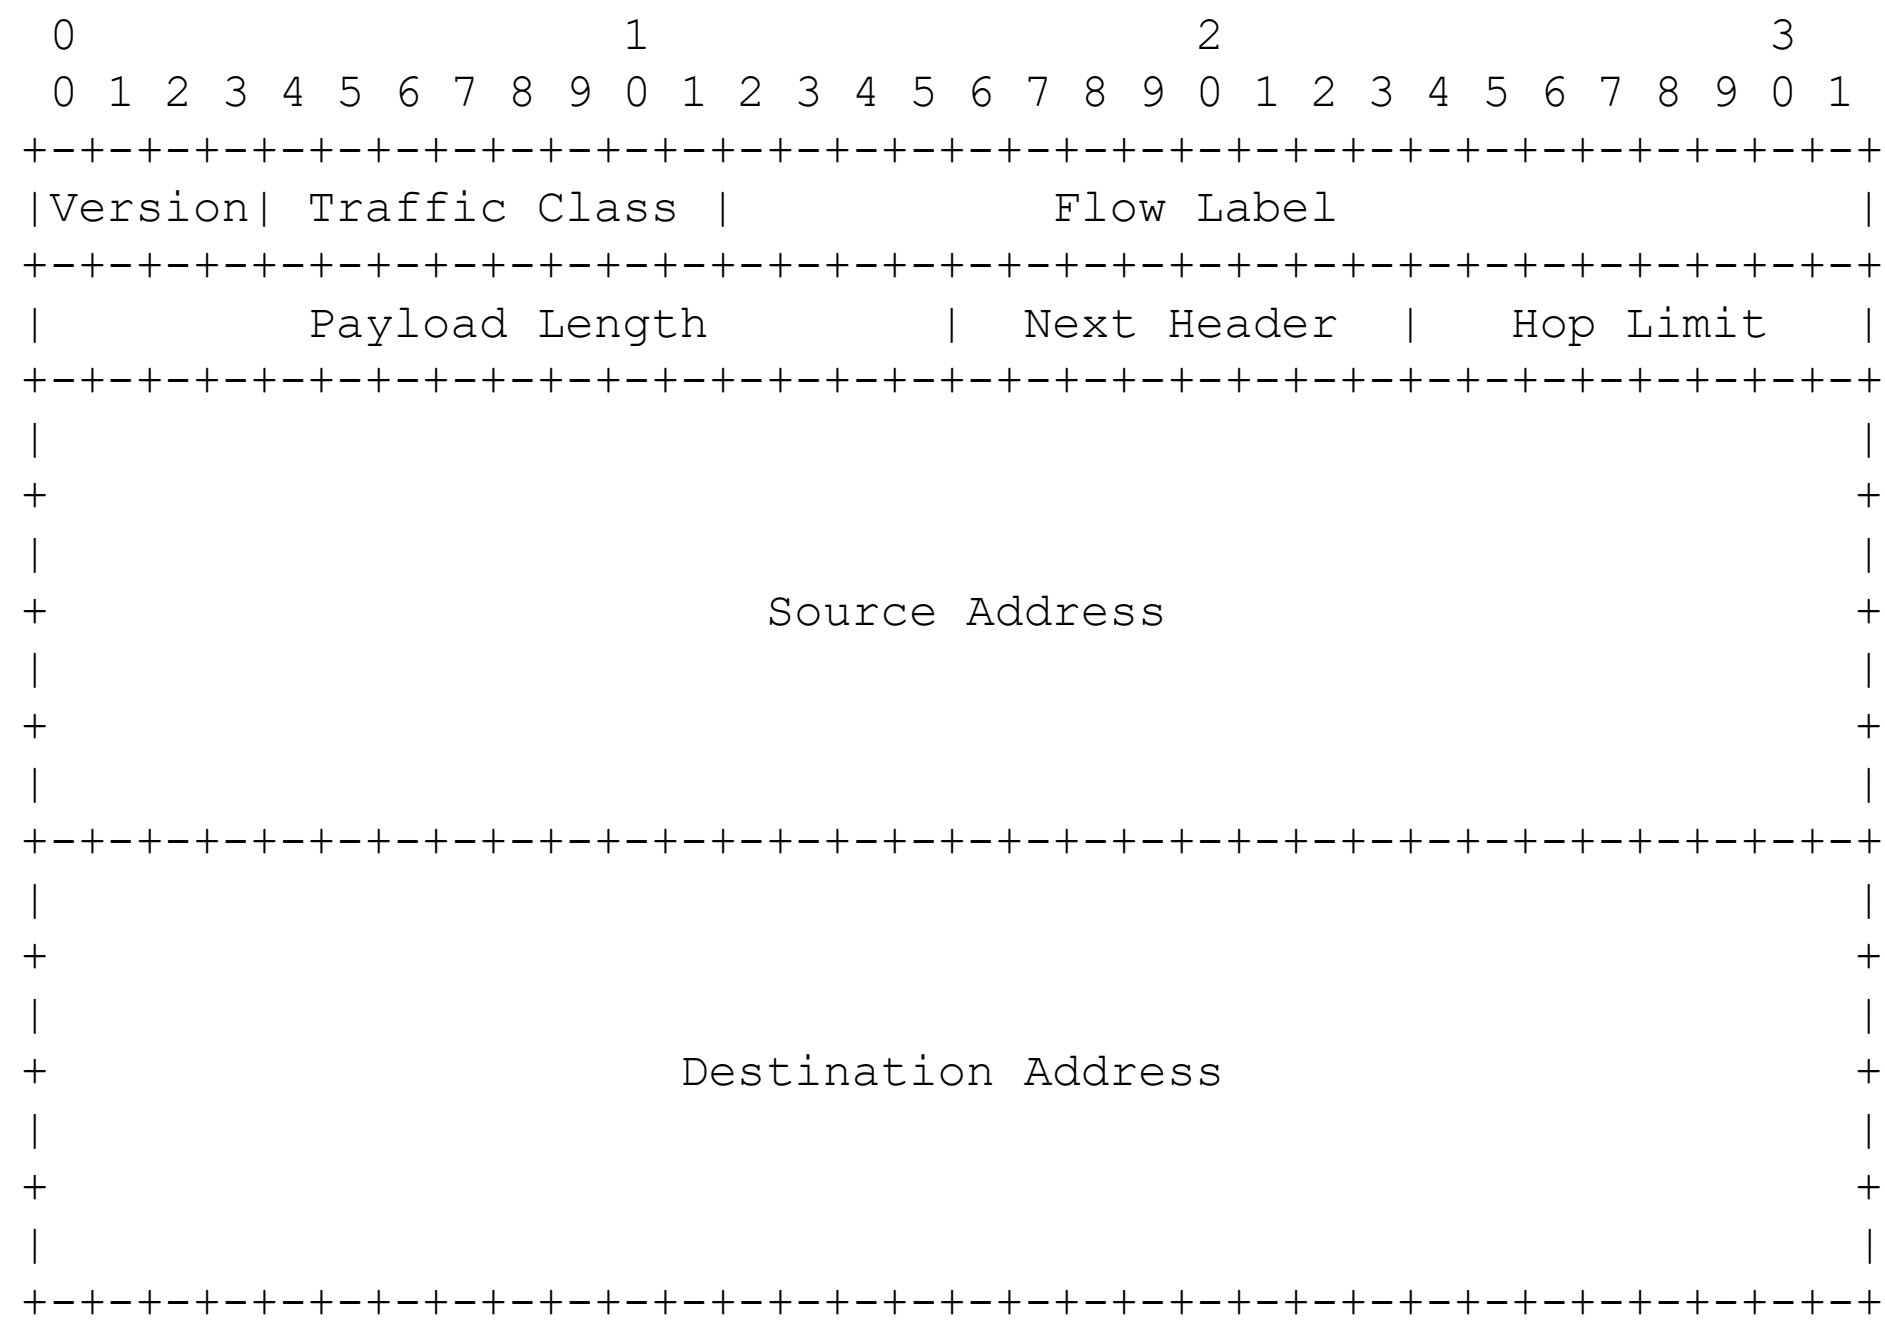 0                   1                   2                   3
 0 1 2 3 4 5 6 7 8 9 0 1 2 3 4 5 6 7 8 9 0 1 2 3 4 5 6 7 8 9 0 1
+-+-+-+-+-+-+-+-+-+-+-+-+-+-+-+-+-+-+-+-+-+-+-+-+-+-+-+-+-+-+-+-+
|Version| Traffic Class |           Flow Label                  |
+-+-+-+-+-+-+-+-+-+-+-+-+-+-+-+-+-+-+-+-+-+-+-+-+-+-+-+-+-+-+-+-+
|         Payload Length        |  Next Header  |   Hop Limit   |
+-+-+-+-+-+-+-+-+-+-+-+-+-+-+-+-+-+-+-+-+-+-+-+-+-+-+-+-+-+-+-+-+
|                                                               |
+                                                               +
|                                                               |
+                         Source Address                        +
|                                                               |
+                                                               +
|                                                               |
+-+-+-+-+-+-+-+-+-+-+-+-+-+-+-+-+-+-+-+-+-+-+-+-+-+-+-+-+-+-+-+-+
|                                                               |
+                                                               +
|                                                               |
+                      Destination Address                      +
|                                                               |
+                                                               +
|                                                               |
+-+-+-+-+-+-+-+-+-+-+-+-+-+-+-+-+-+-+-+-+-+-+-+-+-+-+-+-+-+-+-+-+